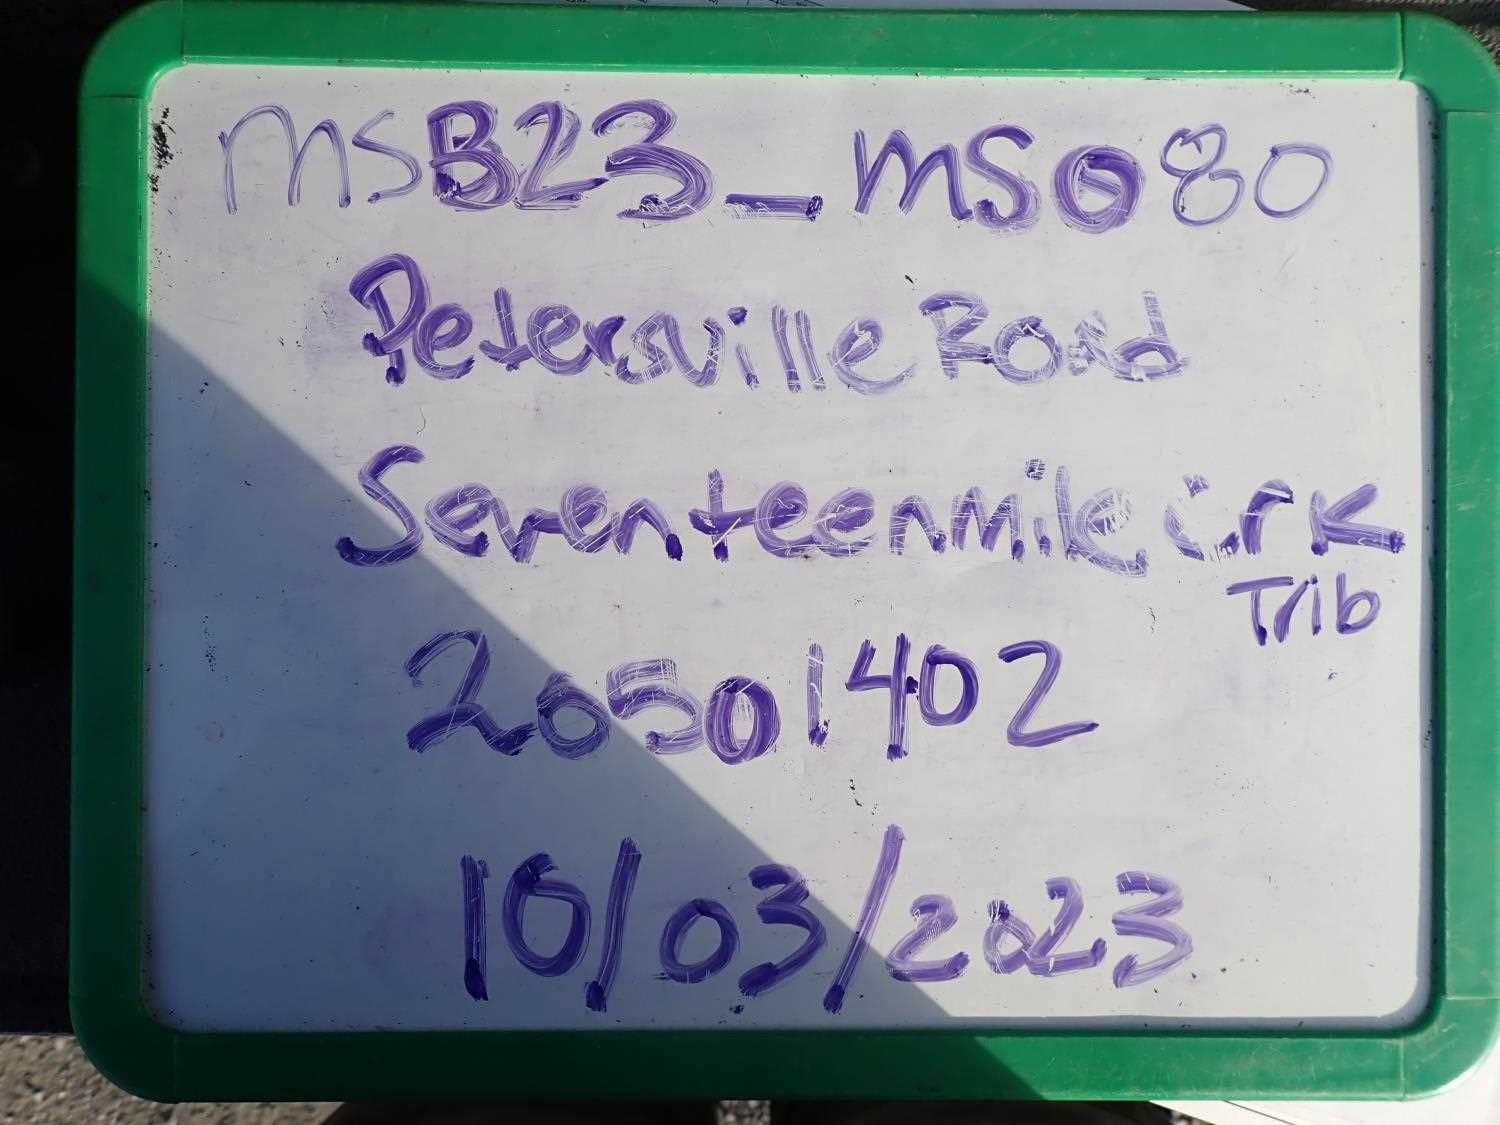 MSB23_MS080
Petersville Road
Seventeenmile Crk
Trib
20501402
10/03/2023